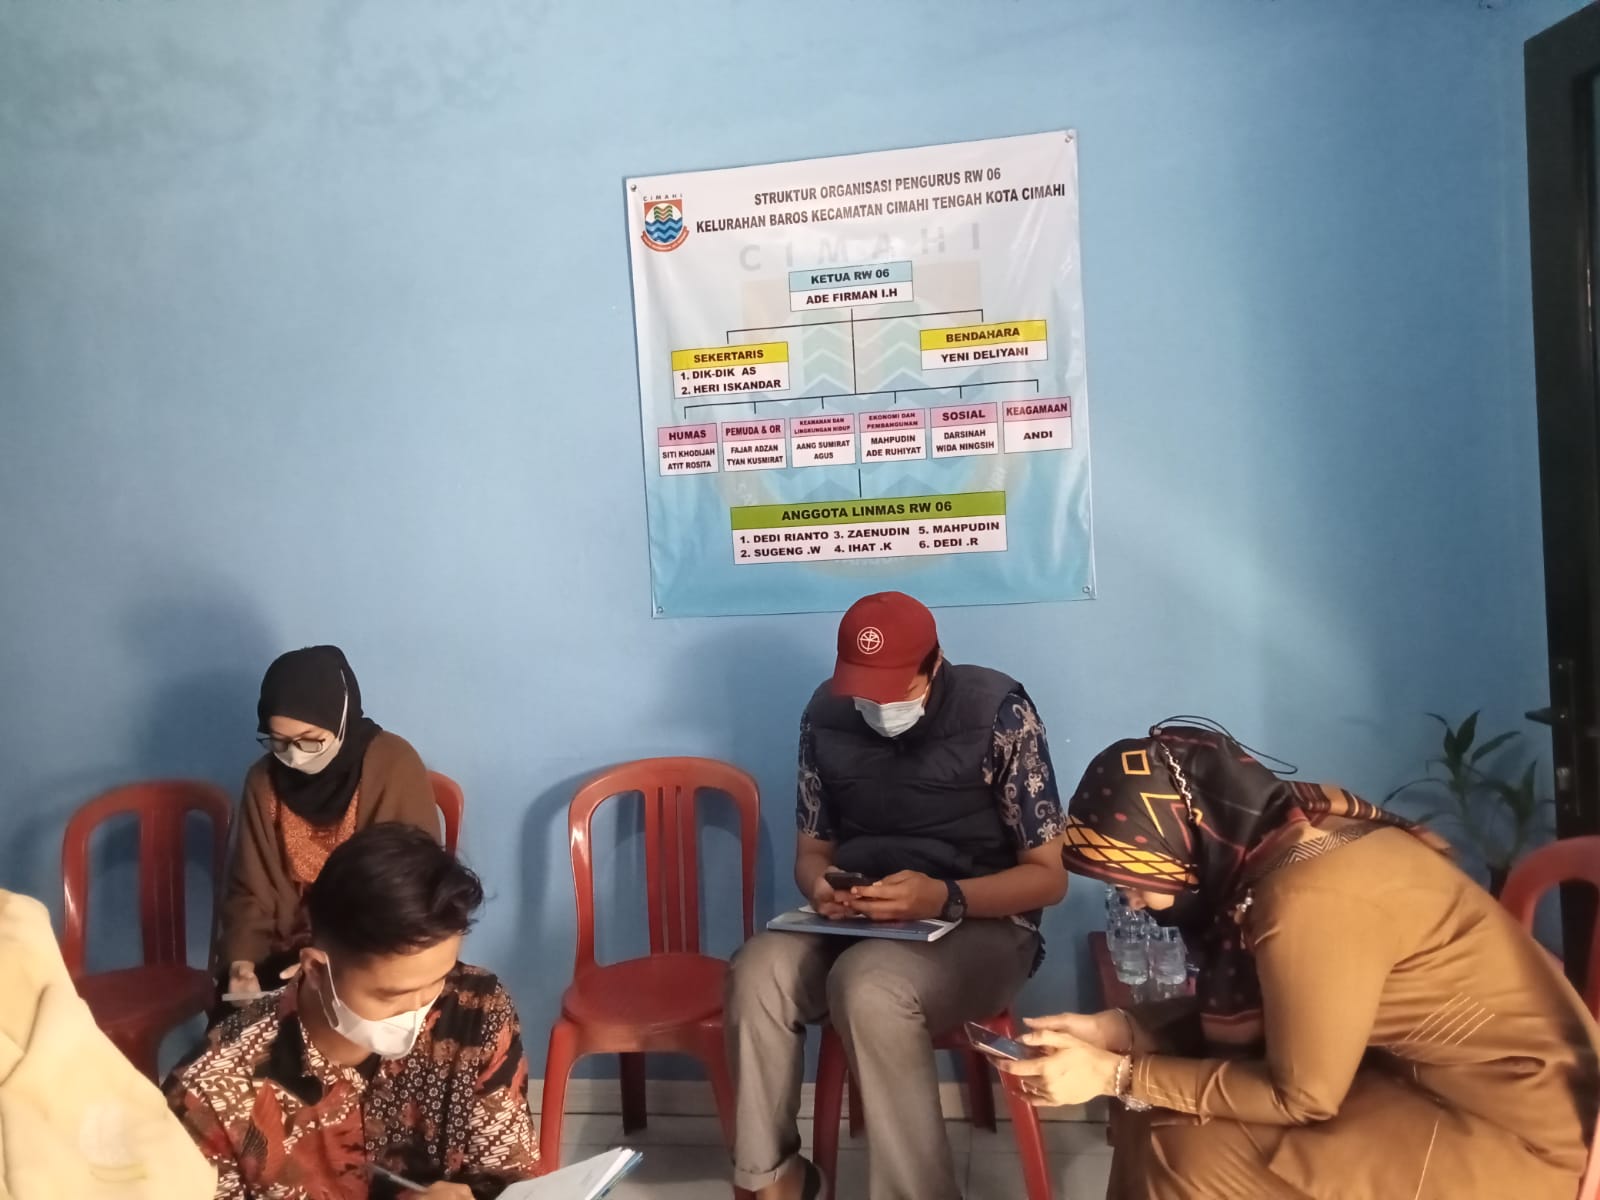 CIMAHI
STRUKTUR ORGANISASI PENGURUS RW 06
KELURAHAN BAROS KECAMATAN CIMAHI TENGAH KOTA CIMAHI
CIMAHI
KETUA RW 06
ADE FIRMAN I.H
SEKERTARIS
1. DIK-DIK AS
2. HERI ISKANDAR
BENDAHARA
YENI DELIYANI
HUMAS
SITI KHODIJAH
ATIT ROSITA
PEMUDA & OR
FAJAR ADZAN
TYAN KUSMIRAT
KEAMANAN DAN
LINGKUNGAN HIDUP
AANG SUMIRAT
AGUS
EKONOMI DAN
PEMBANGUNAN
MAHPUDIN
ADE RUHIYAT
SOSIAL
DARSINAH
WIDA NINGSIH
KEAGAMAAN
ANDI
ANGGOTA LINMAS RW 06
1. DEDI RIANTO 3. ZAENUDIN 5. MAHPUDIN
2. SUGENG .W 4. IHAT .K 6. DEDI .R